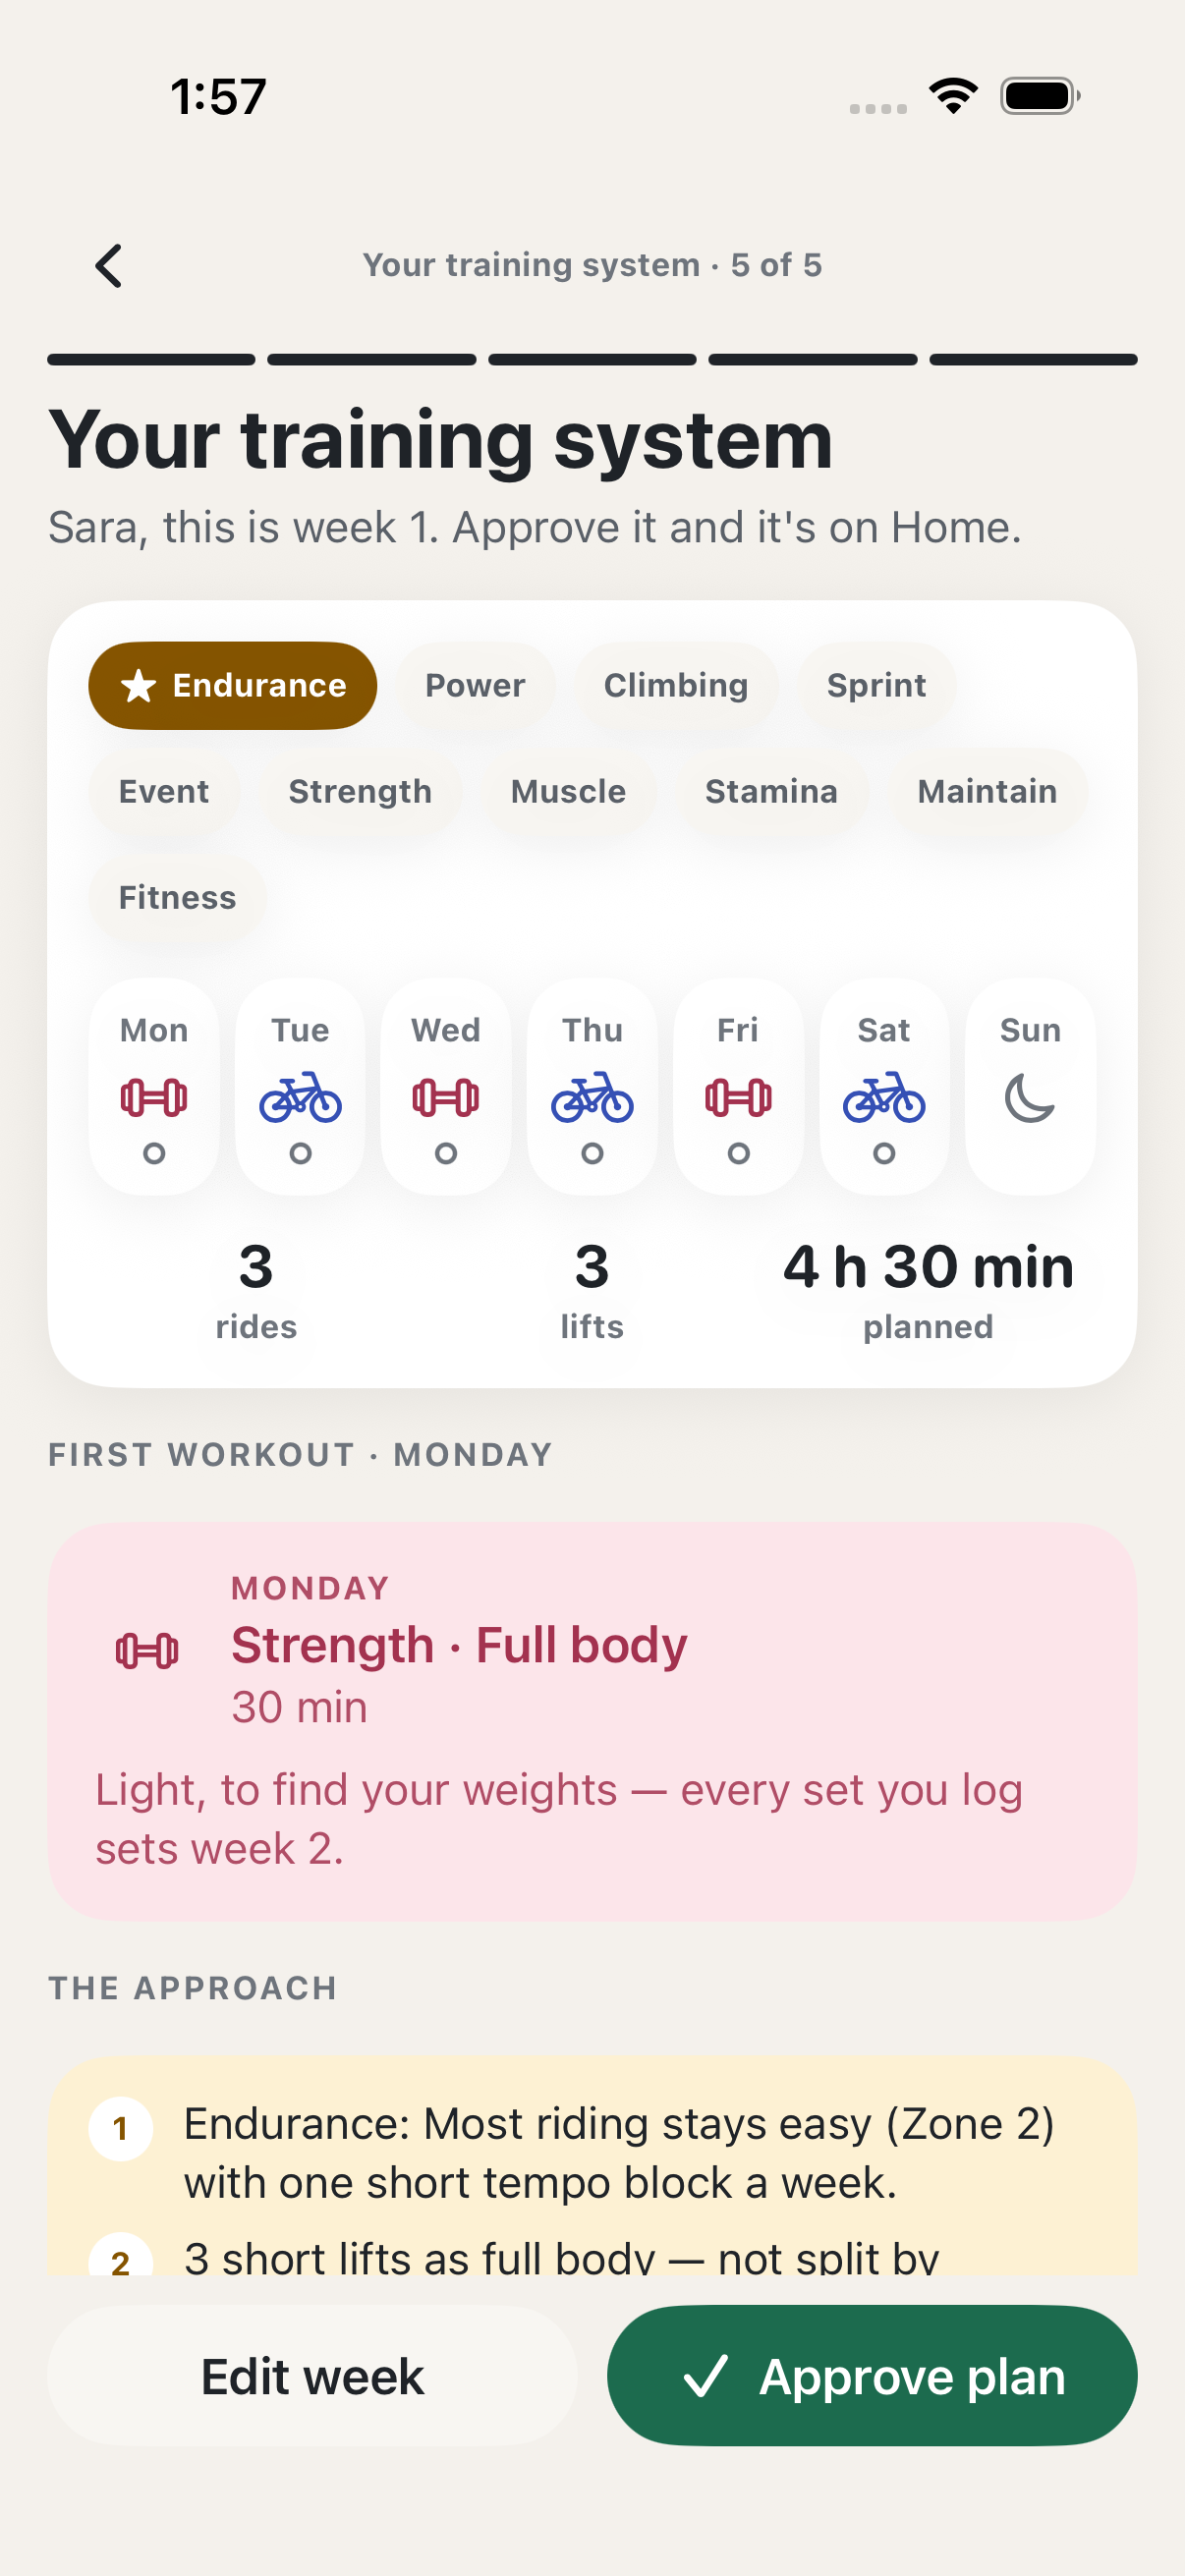 1:57
Your training system · 5 of 5
Your training system
Sara, this is week 1. Approve it and it's on Home.
Endurance Power Climbing Sprint
Event Strength Muscle Stamina Maintain
Fitness
Mon Tue Wed Thu Fri Sat Sun
3 3 4 h 30 min
rides lifts planned
FIRST WORKOUT · MONDAY
MONDAY
Strength · Full body
30 min
Light, to find your weights — every set you log
sets week 2.
THE APPROACH
1 Endurance: Most riding stays easy (Zone 2)
with one short tempo block a week.
2 3 short lifts as full body — not split by
Edit week Approve plan